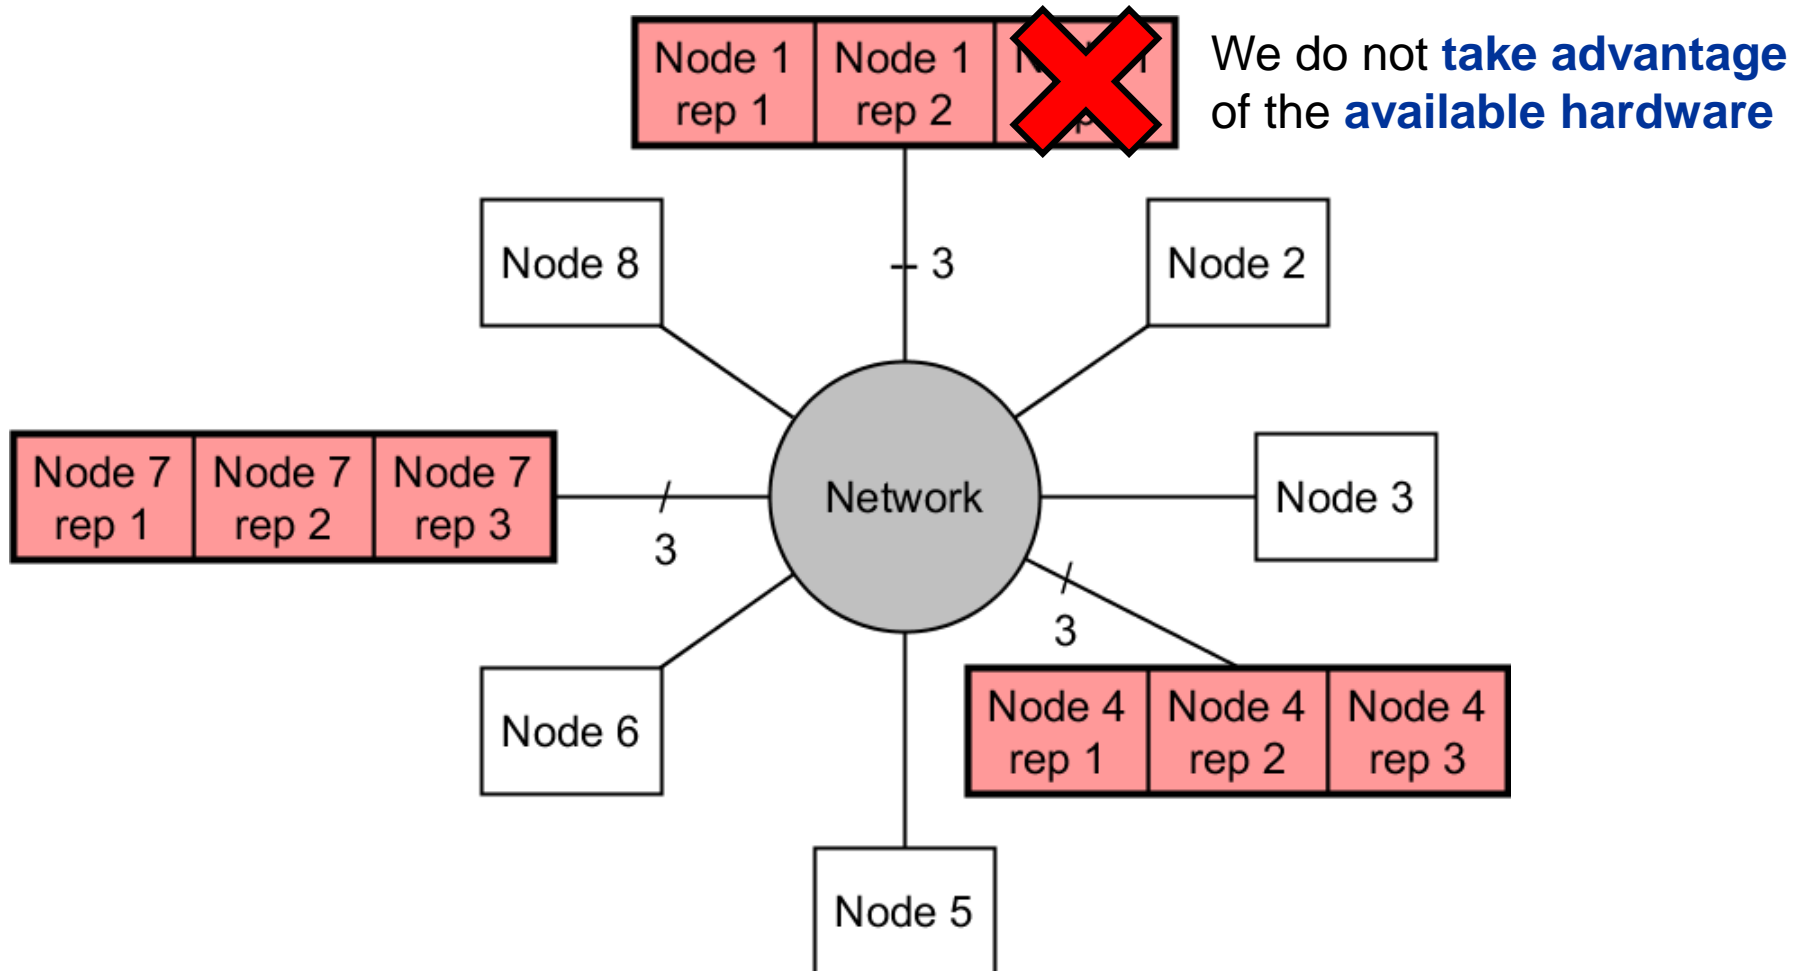 Node 1
rep 1
Node 1
rep 2
We do not take advantage
of the available hardware
Node 8
3
Node 2
Node 7
rep 1
Node 7
rep 2
Node 7
rep 3
3
Network
Node 3
3
Node 6
Node 4
rep 1
Node 4
rep 2
Node 4
rep 3
Node 5